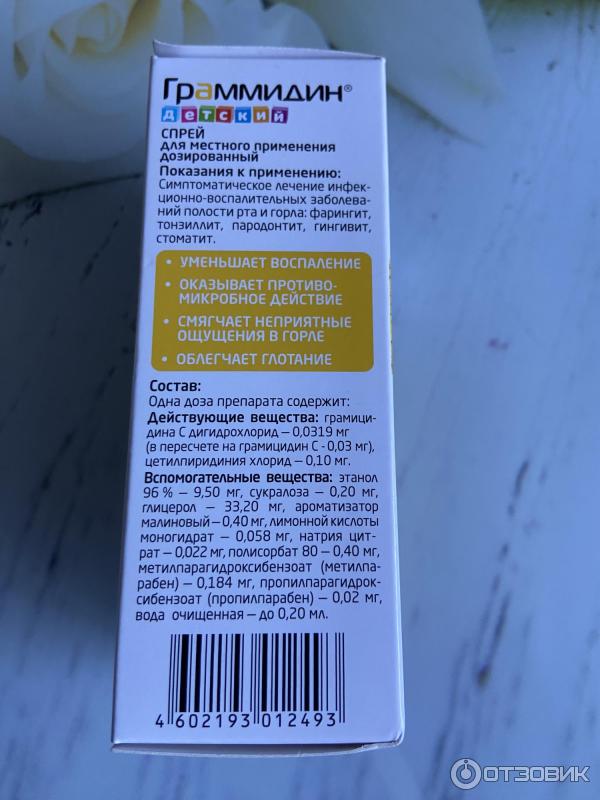 Граммидин®
детский
СПРЕЙ
для местного применения
дозированный
Показания к применению:
Симптоматическое лечение инфек-
ционно-воспалительных заболева-
ний полости рта и горла: фарингит,
тонзиллит, пародонтит, гингивит,
стоматит.
• УМЕНЬШАЕТ ВОСПАЛЕНИЕ
• ОКАЗЫВАЕТ ПРОТИВО-
МИКРОБНОЕ ДЕЙСТВИЕ
• СМЯГЧАЕТ НЕПРИЯТНЫЕ
ОЩУЩЕНИЯ В ГОРЛЕ
• ОБЛЕГЧАЕТ ГЛОТАНИЕ
Состав:
Одна доза препарата содержит:
Действующие вещества: грамици-
дина С дигидрохлорид – 0,0319 мг
(в пересчете на грамицидин С - 0,03 мг),
цетилпиридиния хлорид – 0,10 мг.
Вспомогательные вещества: этанол
96 % – 9,50 мг, сукралоза – 0,20 мг,
глицерол – 33,20 мг, ароматизатор
малиновый – 0,40 мг, лимонной кислоты
моногидрат – 0,058 мг, натрия цит-
рат – 0,022 мг, полисорбат 80 – 0,40 мг,
метилпарагидроксибензоат (метилпа-
рабен) – 0,184 мг, пропилпарагидрок-
сибензоат (пропилпарабен) – 0,02 мг,
вода очищенная – до 0,20 мл.
4 602193 012493
ОТЗОВИК